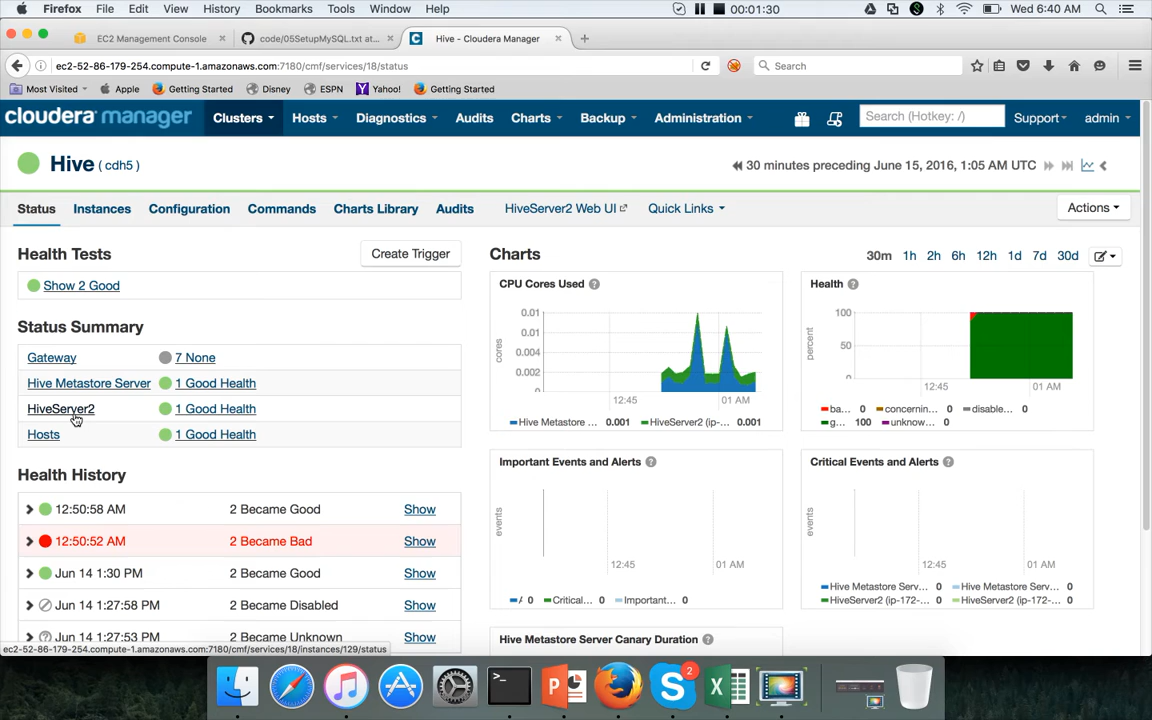 Firefox File Edit View History Bookmarks Tools Window Help 00:01:30 Wed 6:40 AM
EC2 Management Console × code/05SetupMySQL.txt at... × Hive - Cloudera Manager ×
ec2-52-86-179-254.compute-1.amazonaws.com:7180/cmf/services/18/status Search
Most Visited Apple Getting Started Disney ESPN Yahoo! Getting Started
cloudera manager Clusters Hosts Diagnostics Audits Charts Backup Administration Search (Hotkey: /) Support admin
Hive ( cdh5 ) 30 minutes preceding June 15, 2016, 1:05 AM UTC
Status Instances Configuration Commands Charts Library Audits HiveServer2 Web UI Quick Links Actions
Health Tests Create Trigger
Show 2 Good
Status Summary
Gateway 7 None
Hive Metastore Server 1 Good Health
HiveServer2 1 Good Health
Hosts 1 Good Health
Health History
12:50:58 AM 2 Became Good Show
12:50:52 AM 2 Became Bad Show
Jun 14 1:30 PM 2 Became Good Show
Jun 14 1:27:58 PM 2 Became Disabled Show
Jun 14 1:27:53 PM 2 Became Unknown Show
ec2-52-86-179-254.compute-1.amazonaws.com:7180/cmf/services/18/instances/129/status
Charts 30m 1h 2h 6h 12h 1d 7d 30d
CPU Cores Used
cores
0.01
0.01
0.004
0.002
0
12:45 01 AM
Hive Metastore ... 0.001 HiveServer2 (ip-... 0.001
Health
percent
100
50
0
12:45 01 AM
ba... 0 concernin... 0 disable... 0
g... 100 unknow... 0
Important Events and Alerts
events
12:45 01 AM
A 0 Critical... 0 Important... 0
Critical Events and Alerts
events
12:45 01 AM
Hive Metastore Serv... 0 Hive Metastore Serv... 0
HiveServer2 (ip-172-... 0 HiveServer2 (ip-172-... 0
Hive Metastore Server Canary Duration
2